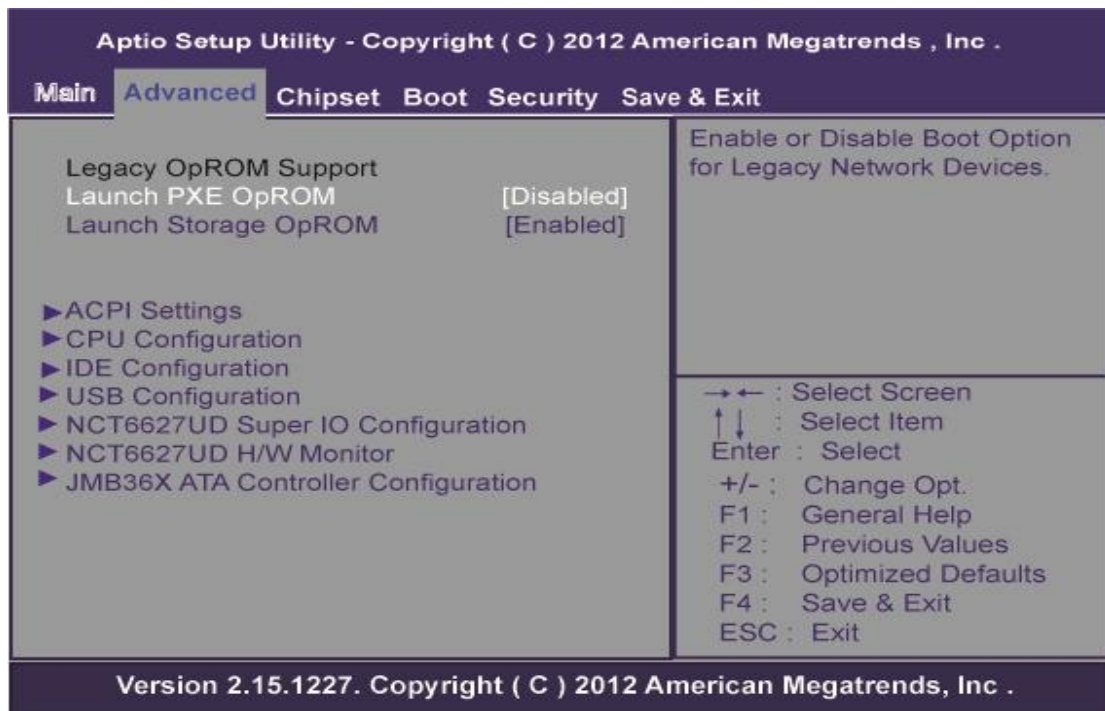 Aptio Setup Utility - Copyright ( C ) 2012 American Megatrends , Inc .
Main Advanced Chipset Boot Security Save & Exit
Legacy OpROM Support
Launch PXE OpROM [Disabled]
Launch Storage OpROM [Enabled]
►ACPI Settings
►CPU Configuration
►IDE Configuration
►USB Configuration
►NCT6627UD Super IO Configuration
►NCT6627UD H/W Monitor
►JMB36X ATA Controller Configuration
Enable or Disable Boot Option
for Legacy Network Devices.
→← : Select Screen
↑↓ : Select Item
Enter : Select
+/- : Change Opt.
F1 : General Help
F2 : Previous Values
F3 : Optimized Defaults
F4 : Save & Exit
ESC : Exit
Version 2.15.1227. Copyright ( C ) 2012 American Megatrends, Inc .